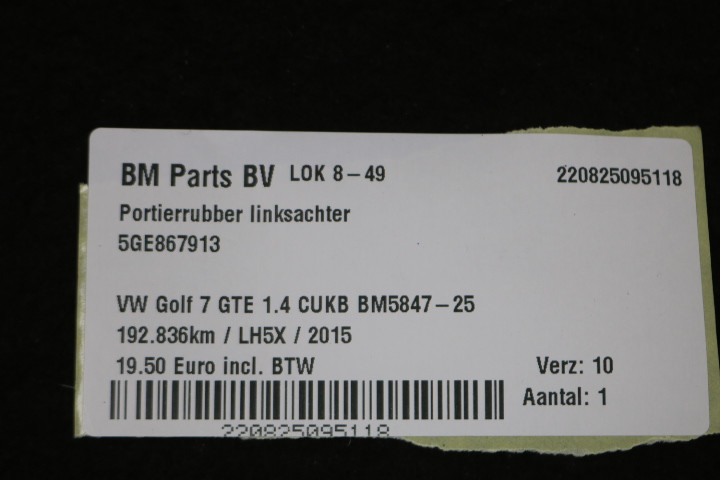 BM Parts BV LOK 8-49 220825095118
Portierrubber linksachter
5GE867913
VW Golf 7 GTE 1.4 CUKB BM5847-25
192.836km / LH5X / 2015
19.50 Euro incl. BTW Verz: 10
Aantal: 1
220825095118